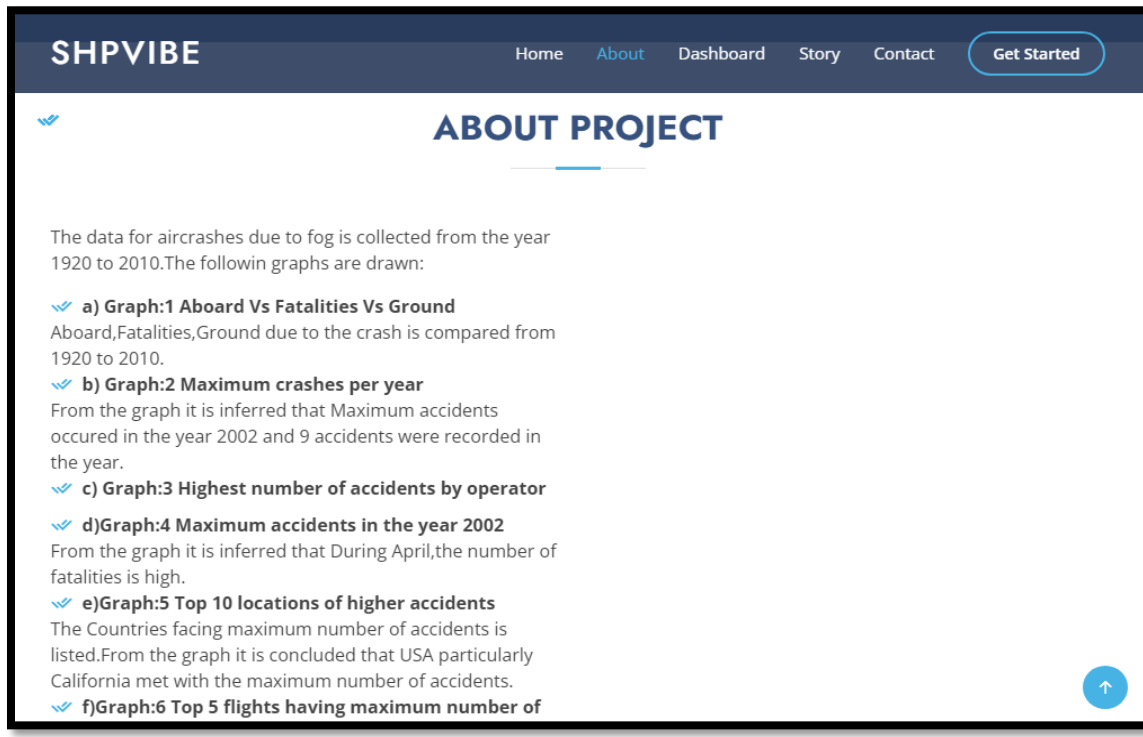 SHPVIBE
Home About Dashboard Story Contact Get Started
ABOUT PROJECT
The data for aircrashes due to fog is collected from the year
1920 to 2010.The followin graphs are drawn:
a) Graph:1 Aboard Vs Fatalities Vs Ground
Aboard,Fatalities,Ground due to the crash is compared from
1920 to 2010.
b) Graph:2 Maximum crashes per year
From the graph it is inferred that Maximum accidents
occured in the year 2002 and 9 accidents were recorded in
the year.
c) Graph:3 Highest number of accidents by operator
d)Graph:4 Maximum accidents in the year 2002
From the graph it is inferred that During April,the number of
fatalities is high.
e)Graph:5 Top 10 locations of higher accidents
The Countries facing maximum number of accidents is
listed.From the graph it is concluded that USA particularly
California met with the maximum number of accidents.
f)Graph:6 Top 5 flights having maximum number of